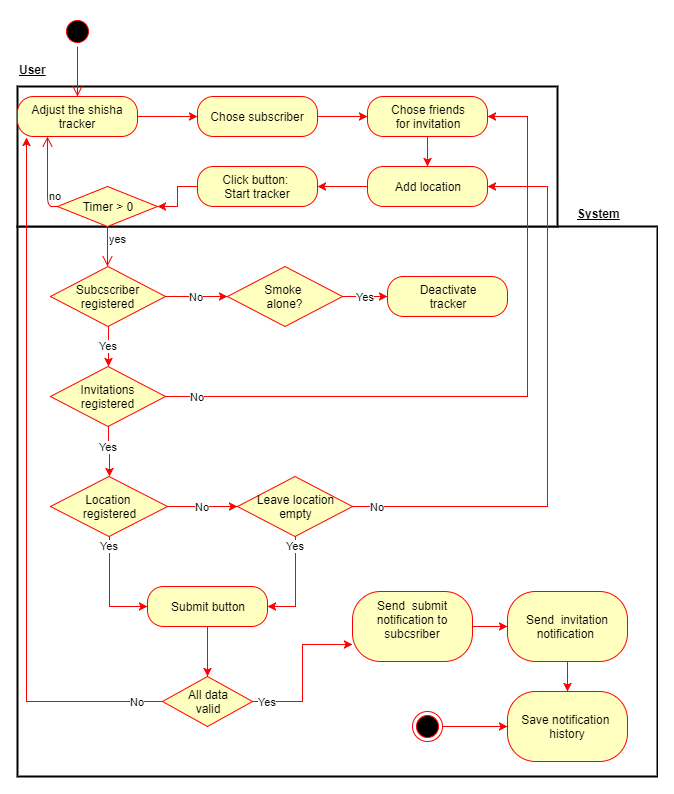 User
Adjust the shisha
tracker
Chose subscriber
Chose friends
for invitation
Click button:
Start tracker
Add location
no
Timer > 0
System
yes
Subcscriber
registered
No
Smoke
alone?
Yes
Deactivate
tracker
Yes
Invitations
registered
No
Yes
Location
registered
No
Leave location
empty
No
Yes
Yes
Submit button
Send submit
notification to
subcsriber
Send invitation
notification
No
All data
valid
Yes
Save notification
history